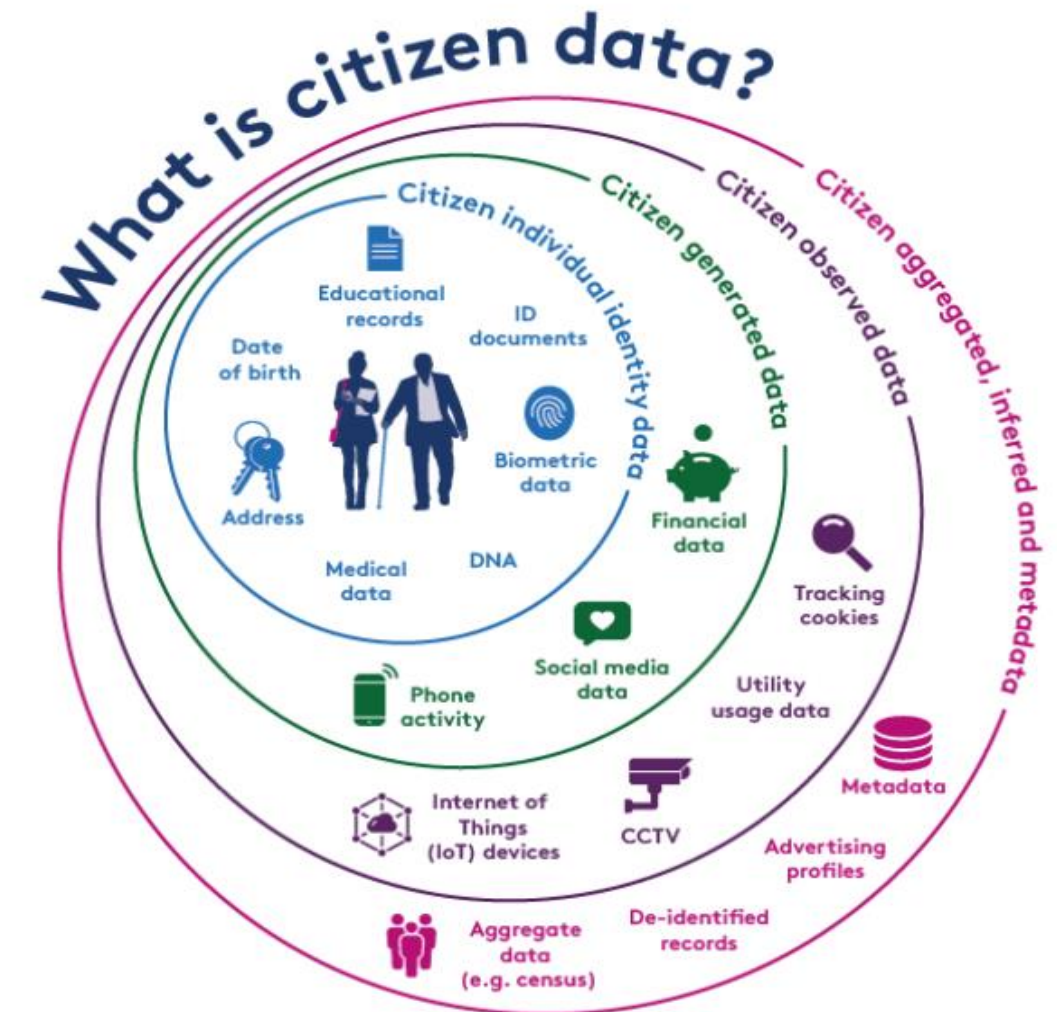 What is citizen data?
Citizen individual identity data
Educational
records
ID
documents
Date
of birth
Biometric
data
Address
Medical
data
DNA
Citizen generated data
Financial
data
Social media
data
Phone
activity
Citizen observed data
Tracking
cookies
Utility
usage data
CCTV
Internet of
Things
(IoT) devices
Citizen aggregated, inferred and metadata
Metadata
Advertising
profiles
De-identified
records
Aggregate
data
(e.g. census)